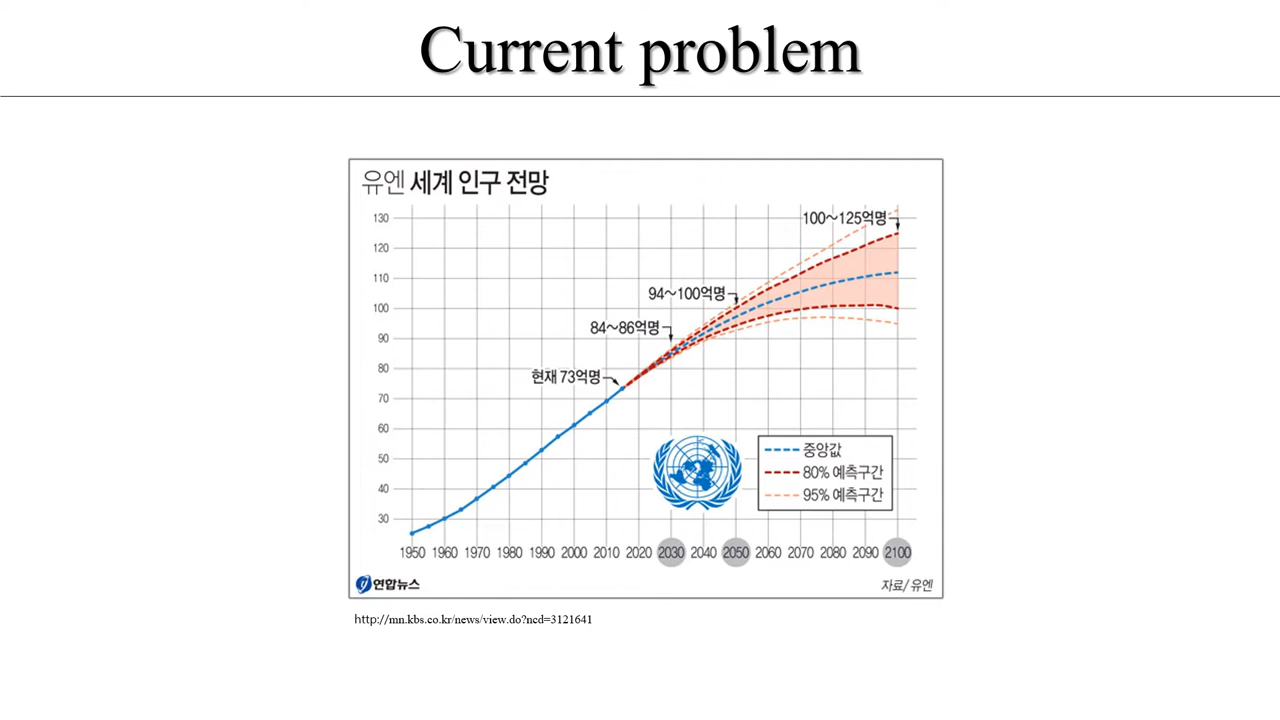 Current problem
유엔 세계 인구 전망
130
120
110
100
90
80
70
60
50
40
30
100~125억명
94~100억명
84~86억명
현재 73억명
중앙값
80% 예측구간
95% 예측구간
1950 1960 1970 1980 1990 2000 2010 2020 2030 2040 2050 2060 2070 2080 2090 2100
연합뉴스
자료/유엔
http://mn.kbs.co.kr/news/view.do?ncd=3121641